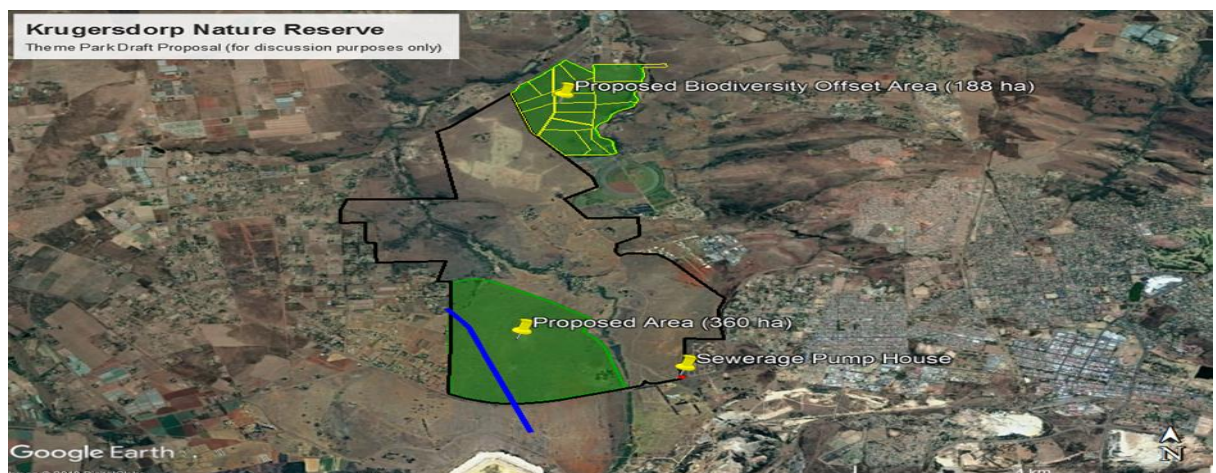 Krugersdorp Nature Reserve
Theme Park Draft Proposal (for discussion purposes only)
Proposed Biodiversity Offset Area (188 ha)
Proposed Area (360 ha)
Sewerage Pump House
Google Earth
N
km